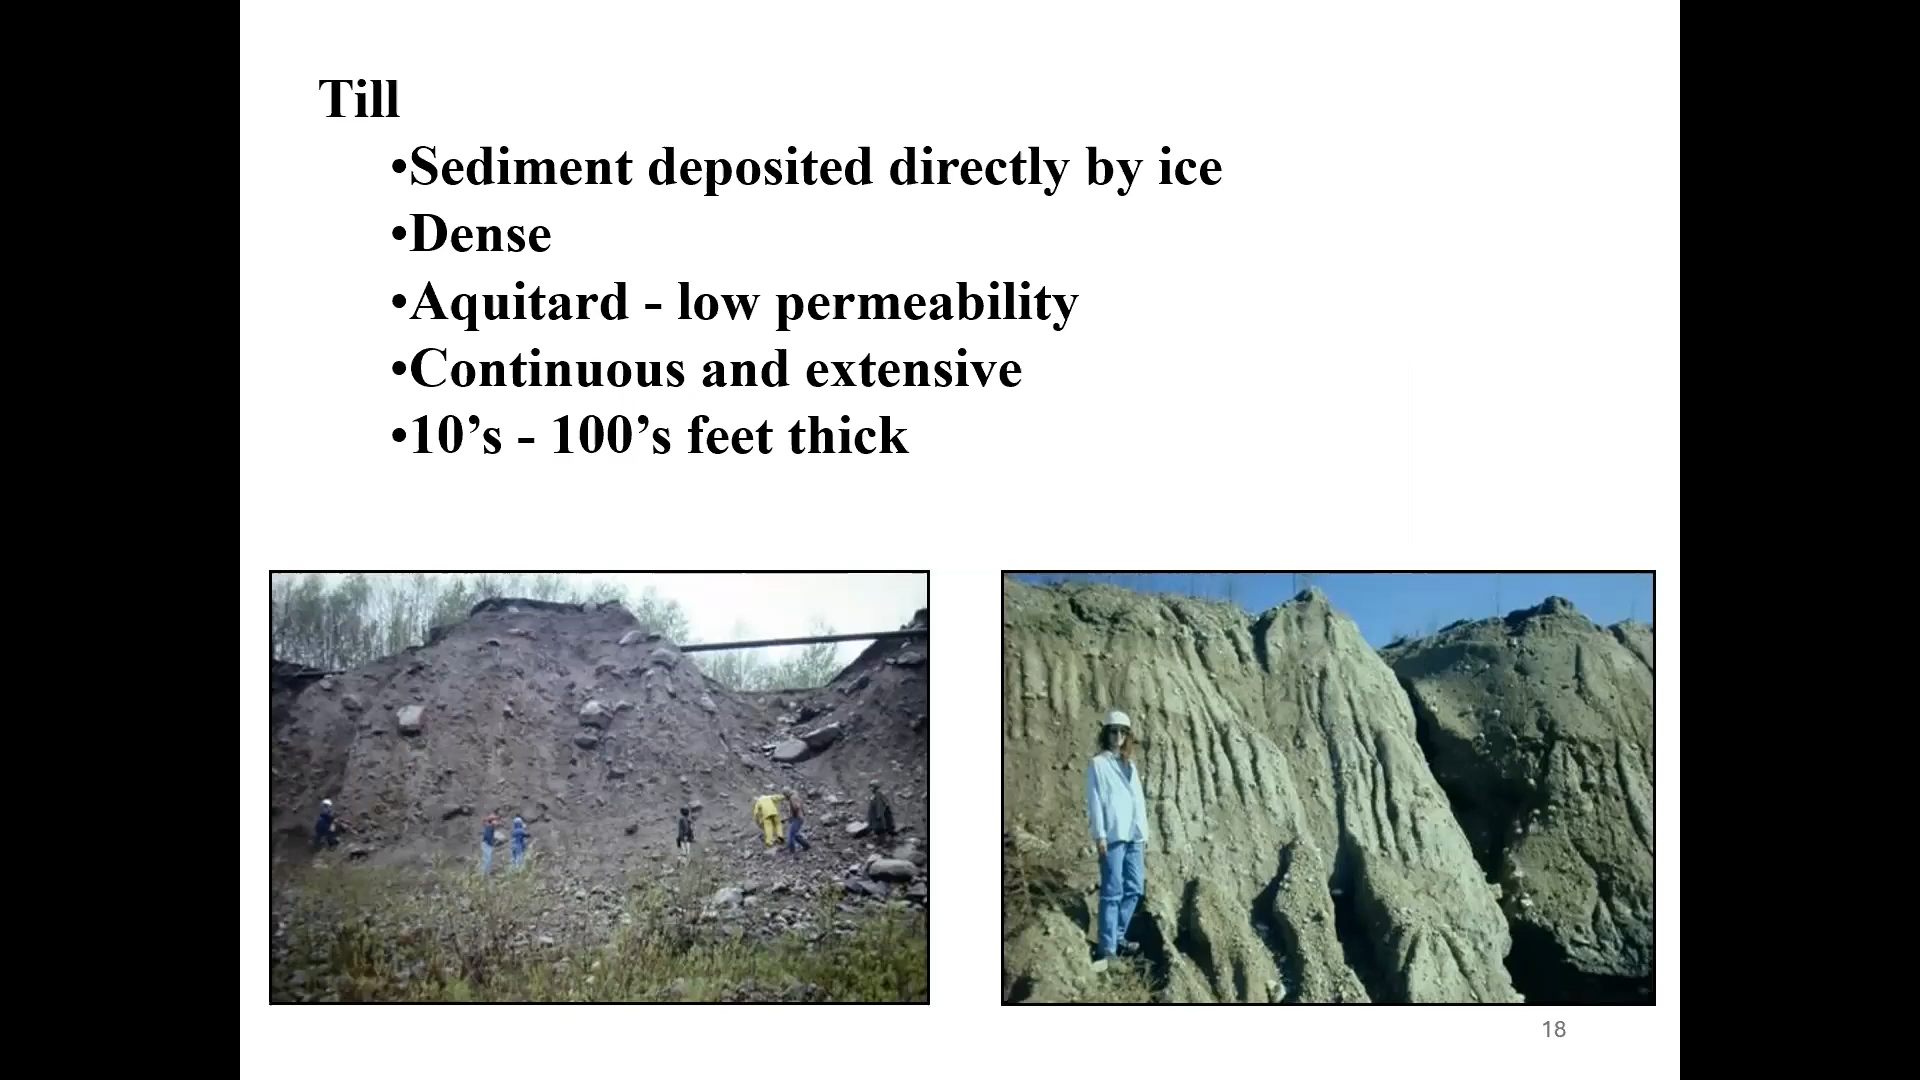 Till
•Sediment deposited directly by ice
•Dense
•Aquitard - low permeability
•Continuous and extensive
•10’s - 100’s feet thick
18